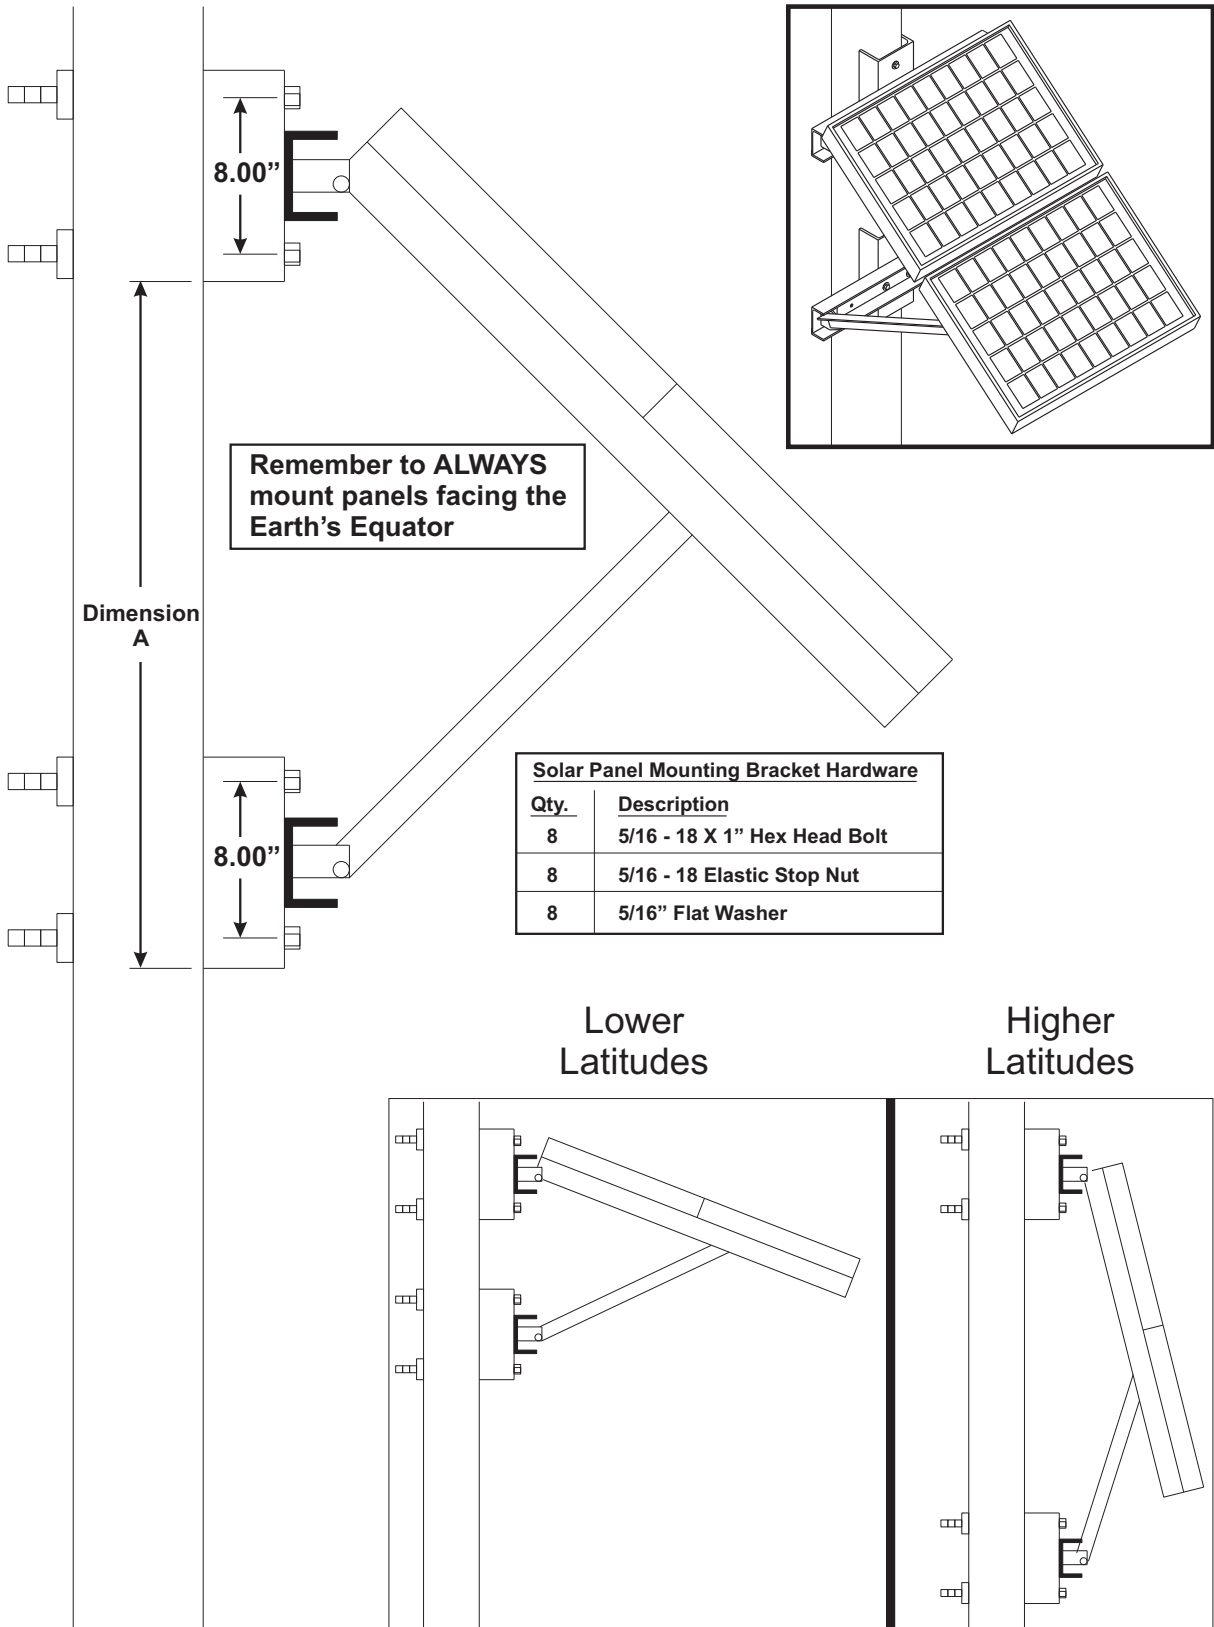 8.00”
Remember to ALWAYS
mount panels facing the
Earth’s Equator
Dimension
A
8.00”
Solar Panel Mounting Bracket Hardware
Qty. Description
8 5/16 - 18 X 1” Hex Head Bolt
8 5/16 - 18 Elastic Stop Nut
8 5/16” Flat Washer
Lower
Latitudes
Higher
Latitudes